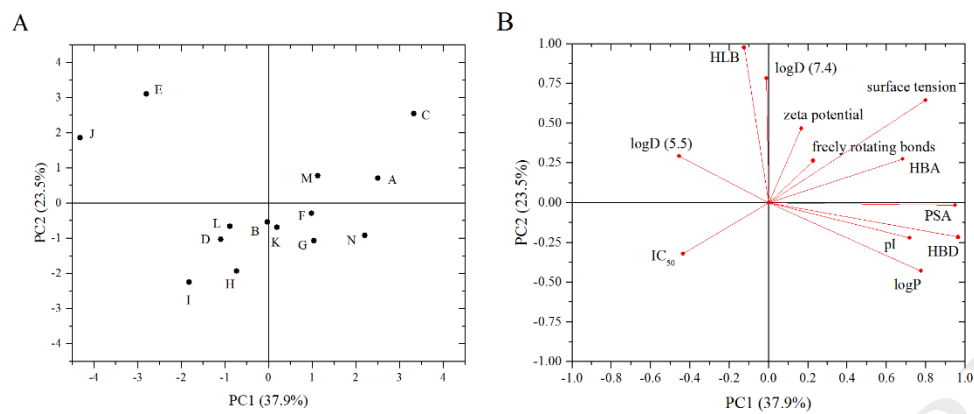 A
4
3
2
1
0
-1
-2
-3
-4
PC2 (23.5%)
E
J
C
M
A
F
L
D
B
K
G
N
H
I
-4
-3
-2
-1
0
1
2
3
4
PC1 (37.9%)
B
1.00
0.75
0.50
0.25
0.00
-0.25
-0.50
-0.75
-1.00
PC2 (23.5%)
HLB
logD (7.4)
surface tension
zeta potential
logD (5.5)
freely rotating bonds
HBA
PSA
HBD
pI
IC50
logP
-1.0
-0.8
-0.6
-0.4
-0.2
0.0
0.2
0.4
0.6
0.8
1.0
PC1 (37.9%)